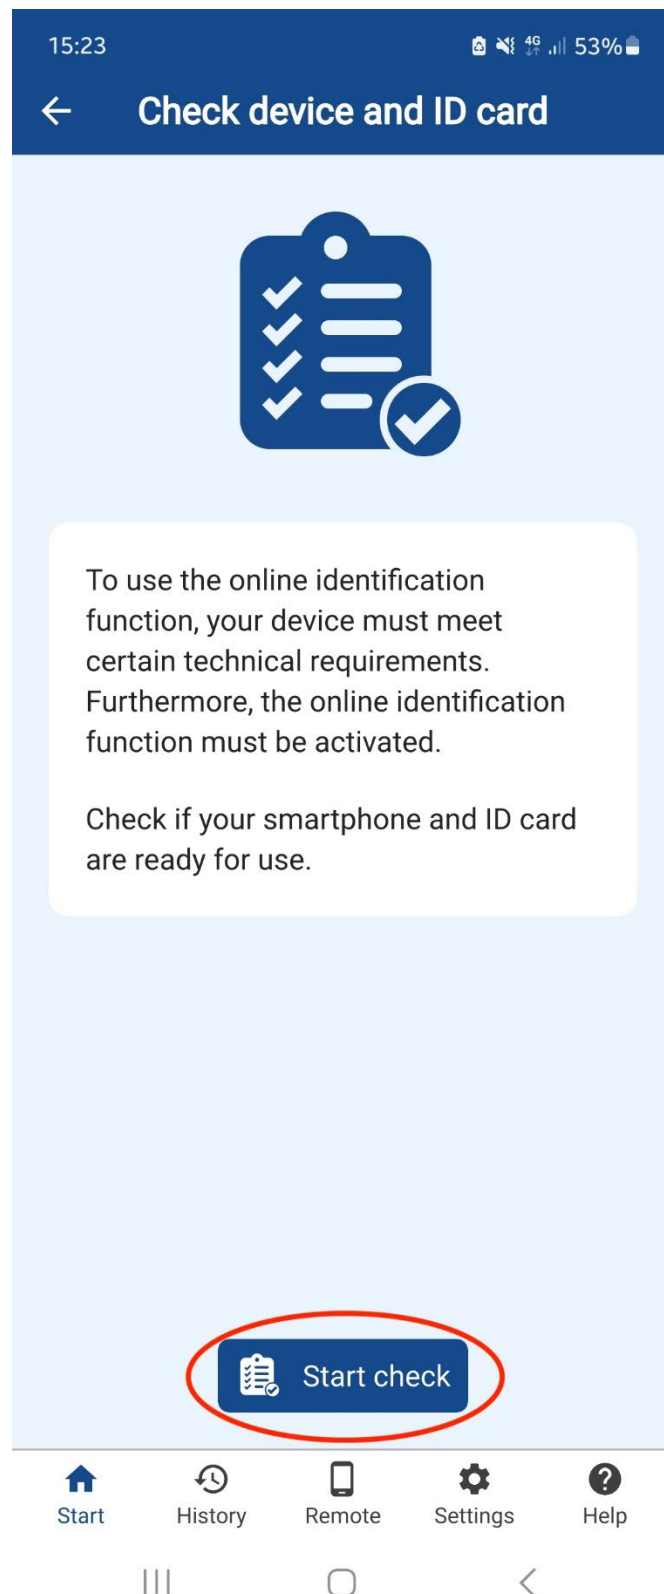 15:23 4G 53%
Check device and ID card
To use the online identification
function, your device must meet
certain technical requirements.
Furthermore, the online identification
function must be activated.
Check if your smartphone and ID card
are ready for use.
Start check
Start History Remote Settings Help